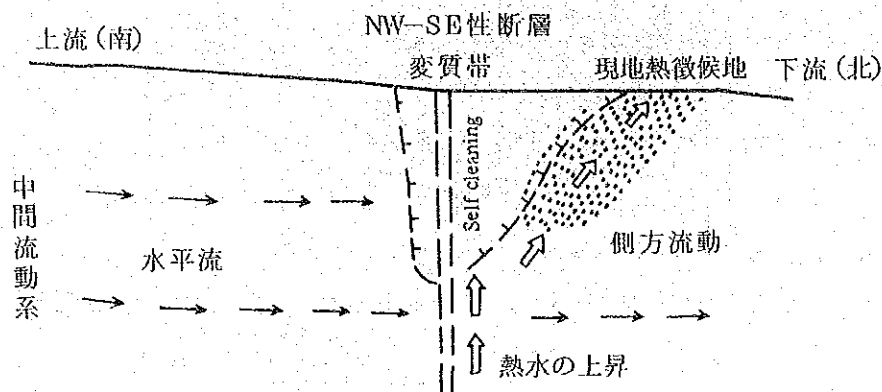 NW-SE性断層
上流(南)
変質帯
現地熱徴候地
下流(北)
Self cleaning
中間流動系
水平流
側方流動
熱水の上昇